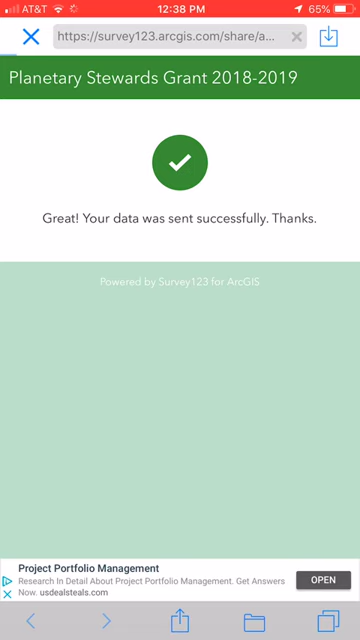 AT&T 12:38 PM 65%
https://survey123.arcgis.com/share/a...
Planetary Stewards Grant 2018-2019
Great! Your data was sent successfully. Thanks.
Powered by Survey123 for ArcGIS
Project Portfolio Management
Research In Detail About Project Portfolio Management. Get Answers
Now. usdealsteals.com
OPEN